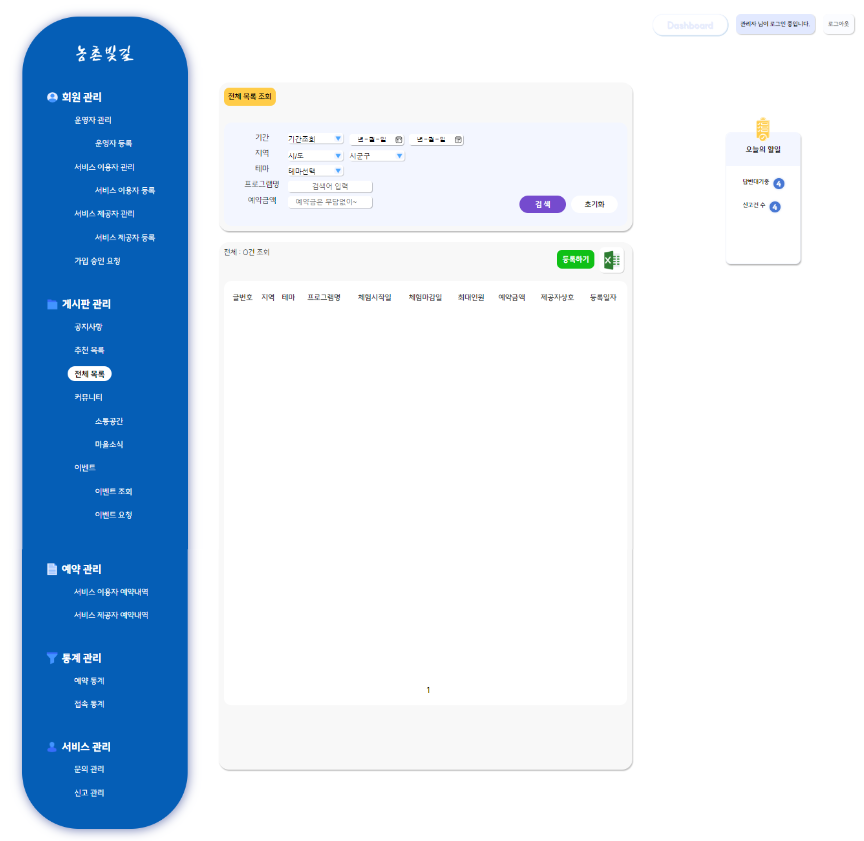 농촌빛길
회원 관리
운영자 관리
운영자 등록
서비스 이용자 관리
서비스 이용자 등록
서비스 제공자 관리
서비스 제공자 등록
가입 승인 요청
게시판 관리
공지사항
추천 목록
전체 목록
커뮤니티
소통공간
마을소식
이벤트
이벤트 조회
이벤트 요청
예약 관리
서비스 이용자 예약내역
서비스 제공자 예약내역
통계 관리
예약 통계
접속 통계
서비스 관리
문의 관리
신고 관리
Dashboard
관리자 님이 로그인 중입니다.
로그아웃
전체 목록 조회
기간 기간조회 년-월-일 년-월-일
지역 시/도 시군구
테마 테마선택
프로그램명 검색어 입력
예약금액 예약금은 부담없이~
검색 초기화
전체 : 0건 조회
등록하기
글번호 지역 테마 프로그램명 체험시작일 체험마감일 최대인원 예약금액 제공자상호 등록일자
1
오늘의 할일
답변대기중 4
신고건 수 4